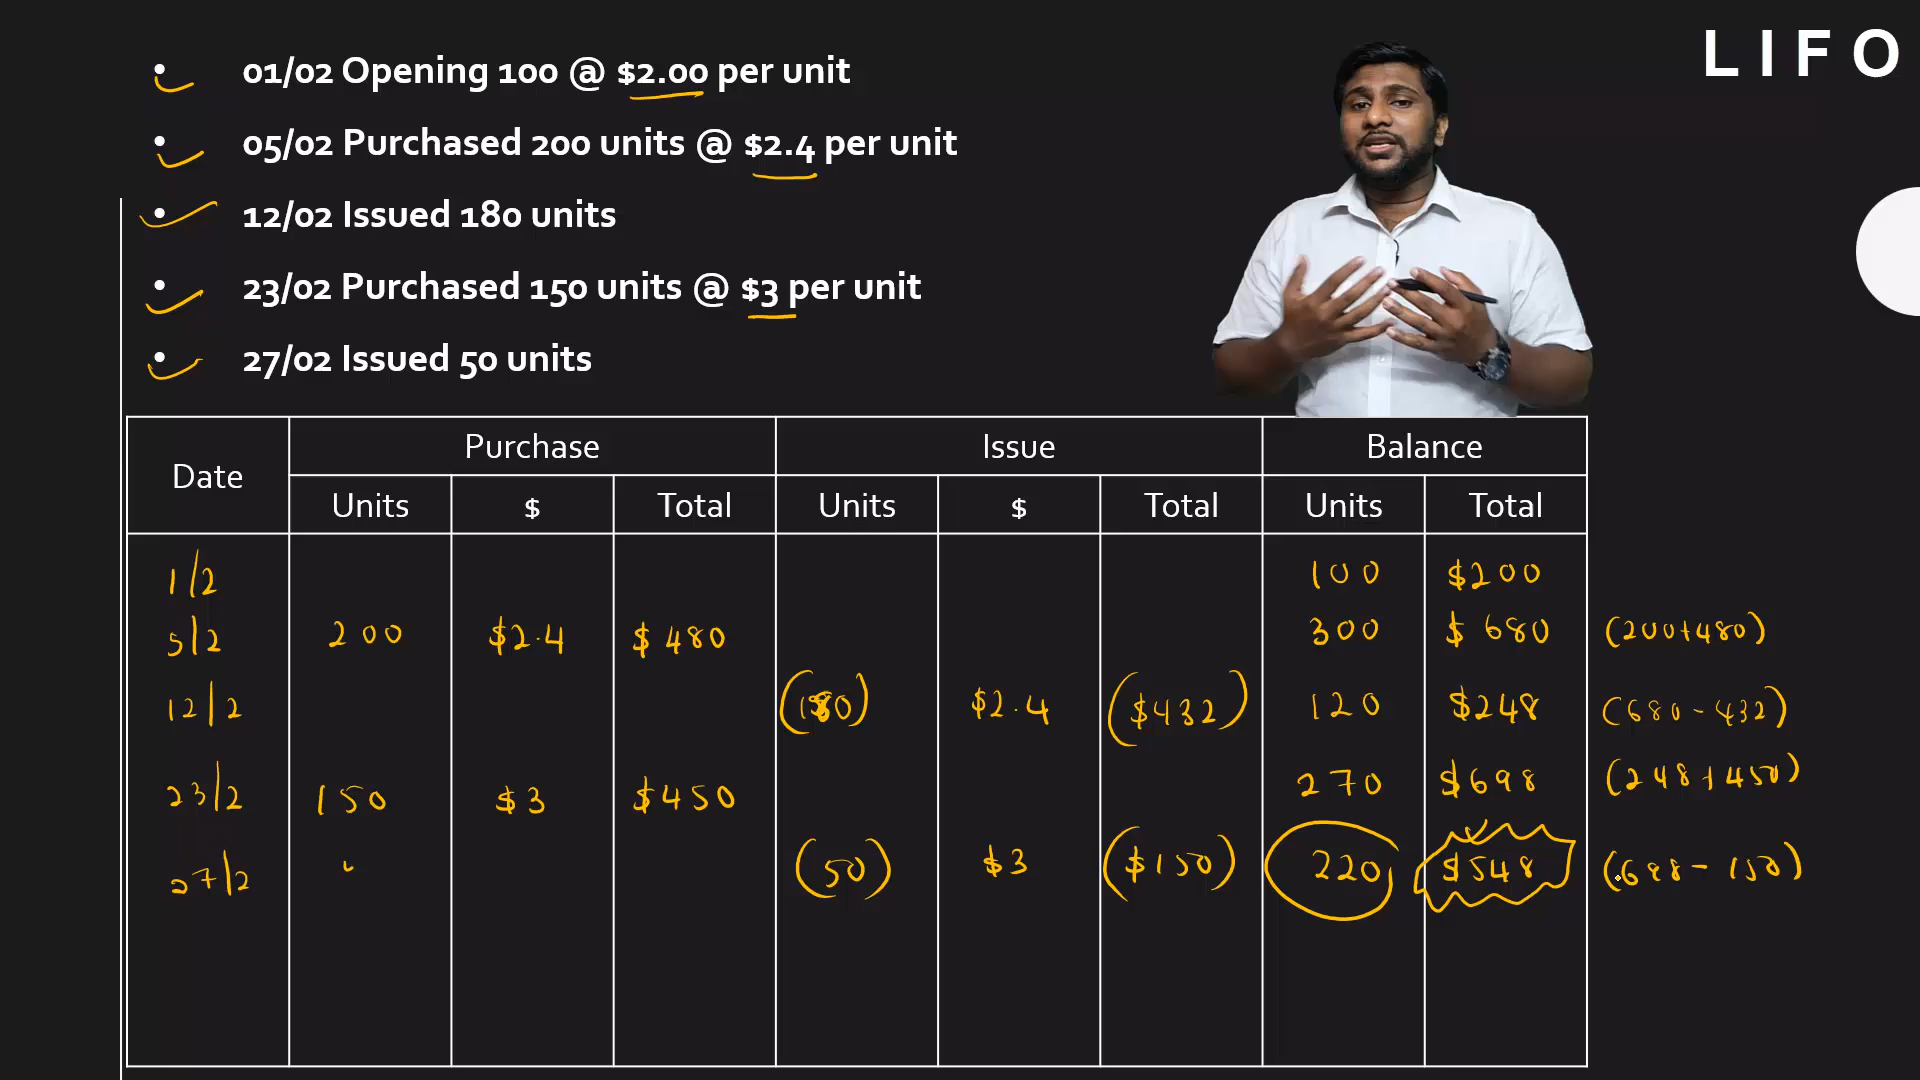 LIFO
• 01/02 Opening 100 @ $2.00 per unit
• 05/02 Purchased 200 units @ $2.4 per unit
• 12/02 Issued 180 units
• 23/02 Purchased 150 units @ $3 per unit
• 27/02 Issued 50 units
Date Purchase Issue Balance
Units $ Total Units $ Total Units Total
1/2 100 $200
5/2 200 $2.4 $480 300 $680 (200+480)
12/2 (180) $2.4 ($432) 120 $248 (680-432)
23/2 150 $3 $450 270 $698 (248+450)
27/2 (50) $3 ($150) 220 $548 (698-150)